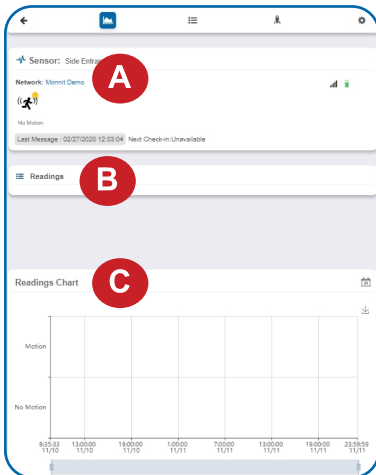 Sensor: Side Entran
A
Network: Monnit Demo
No Motion
Last Message : 02/27/2020 12:03:04 Next Check-in:Unavailable
Readings
B
Readings Chart
C
31
Motion
No Motion
8:35:33 13:00:00 19:00:00 1:00:00 7:00:00 13:00:00 19:00:00 23:59:59
11/10 11/10 11/10 11/11 11/11 11/11 11/11 11/11